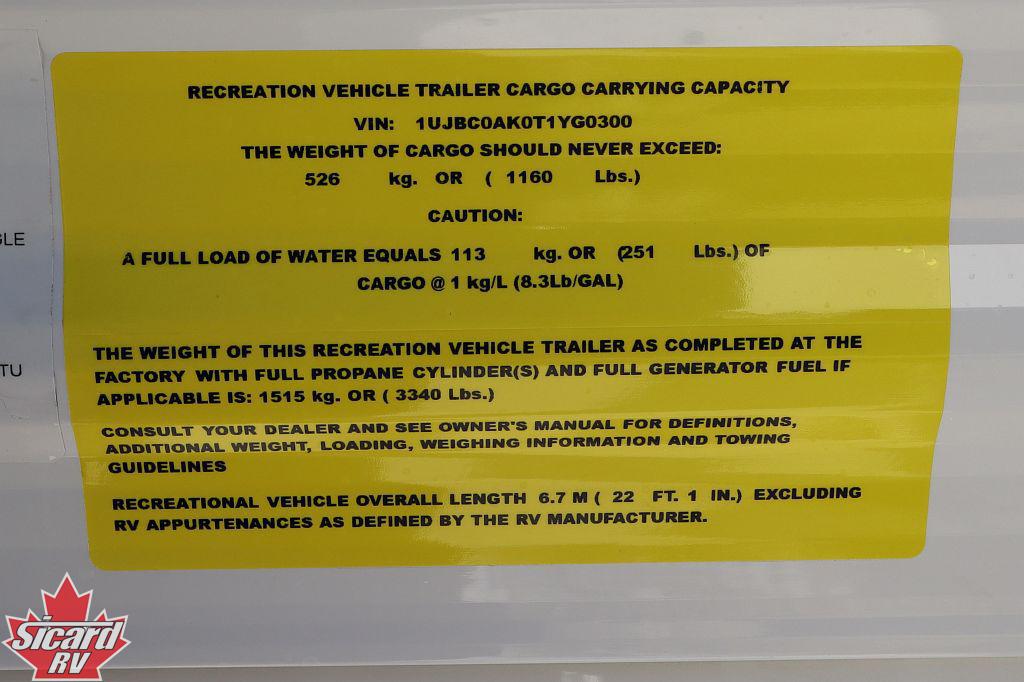 RECREATION VEHICLE TRAILER CARGO CARRYING CAPACITY
VIN: 1UJBC0AK0T1YG0300
THE WEIGHT OF CARGO SHOULD NEVER EXCEED:
526 kg. OR ( 1160 Lbs.)
CAUTION:
A FULL LOAD OF WATER EQUALS 113 kg. OR (251 Lbs.) OF
CARGO @ 1 kg/L (8.3Lb/GAL)
THE WEIGHT OF THIS RECREATION VEHICLE TRAILER AS COMPLETED AT THE
FACTORY WITH FULL PROPANE CYLINDER(S) AND FULL GENERATOR FUEL IF
APPLICABLE IS: 1515 kg. OR ( 3340 Lbs.)
CONSULT YOUR DEALER AND SEE OWNER'S MANUAL FOR DEFINITIONS,
ADDITIONAL WEIGHT, LOADING, WEIGHING INFORMATION AND TOWING
GUIDELINES
RECREATIONAL VEHICLE OVERALL LENGTH 6.7 M ( 22 FT. 1 IN.) EXCLUDING
RV APPURTENANCES AS DEFINED BY THE RV MANUFACTURER.
Sicard
RV